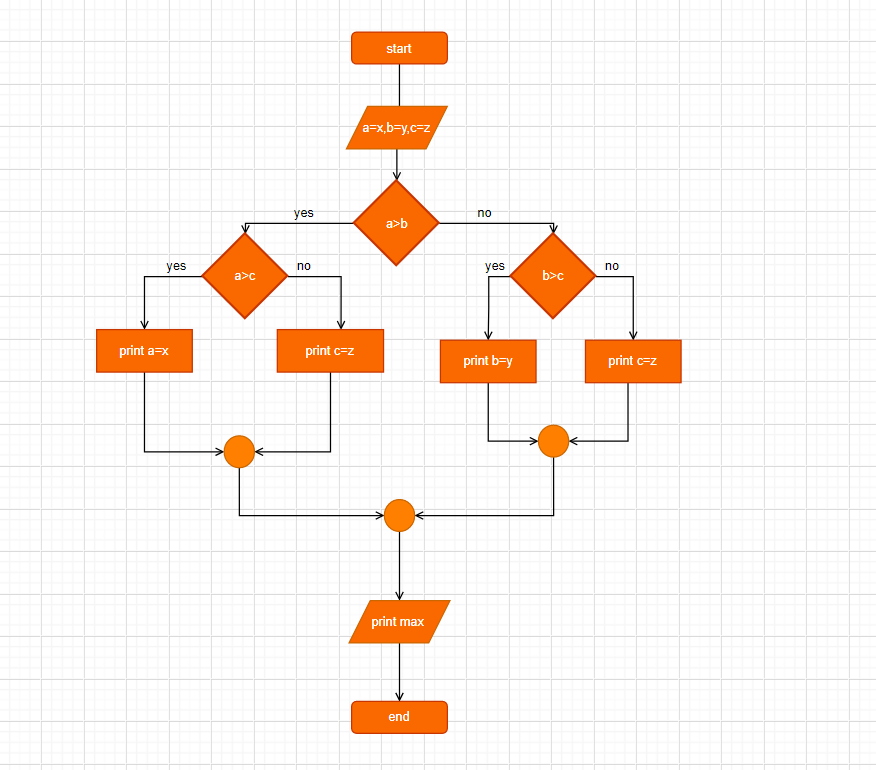 start
a=x,b=y,c=z
a>b
yes
no
a>c
b>c
yes
no
yes
no
print a=x
print c=z
print b=y
print c=z
print max
end